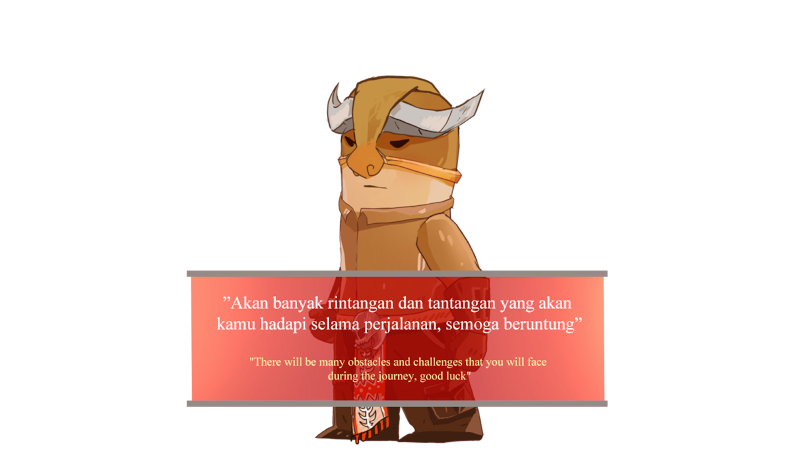 ”Akan banyak rintangan dan tantangan yang akan
kamu hadapi selama perjalanan, semoga beruntung”
"There will be many obstacles and challenges that you will face
during the journey, good luck"